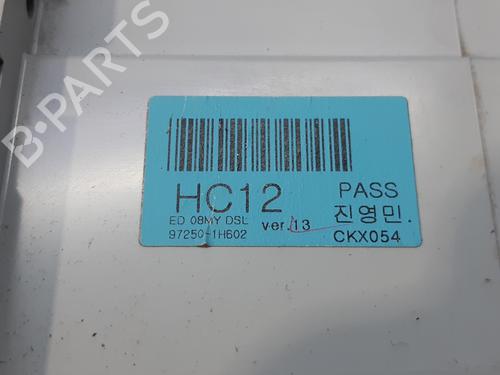 B-PARTS
HC12
PASS
ED 08MY DSL
진영민.
97250-1H602
ver.13
CKX054